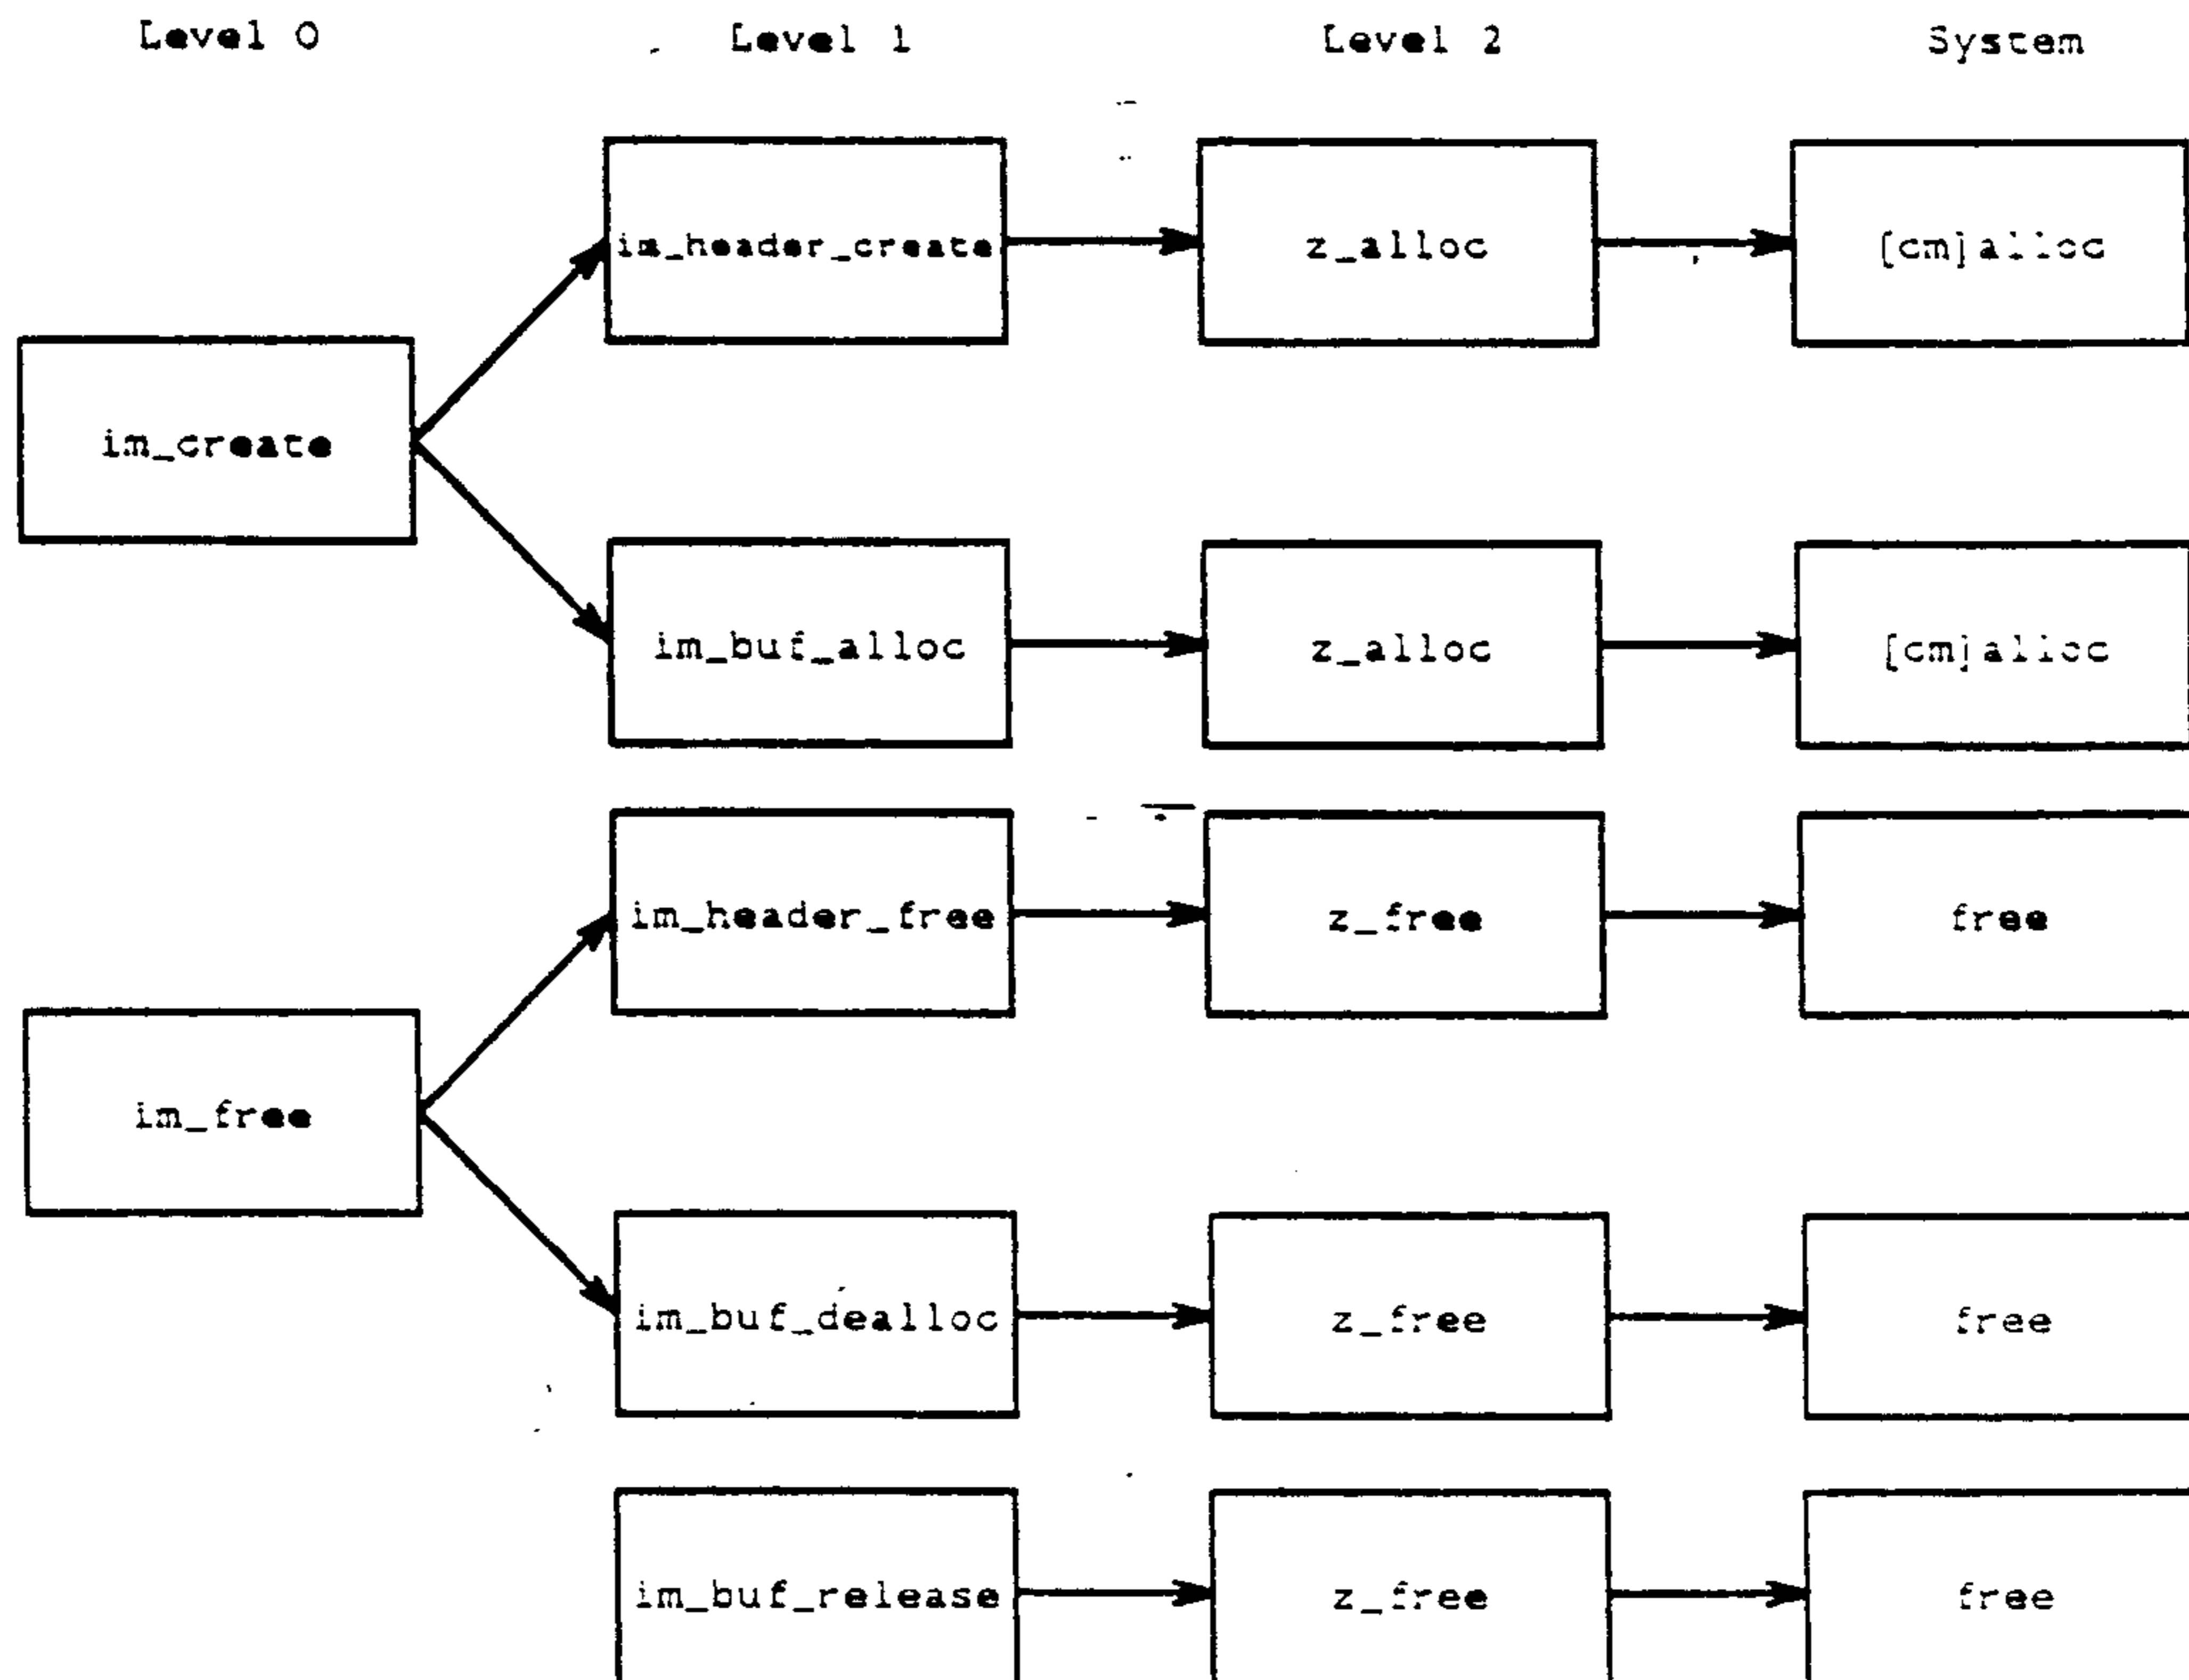 Level 0 Level 1 Level 2 System
im_header_create z_alloc [cm]alloc
im_create
im_buf_alloc z_alloc [cm]alloc
im_header_free z_free free
im_free
im_buf_dealloc z_free free
im_buf_release z_free free